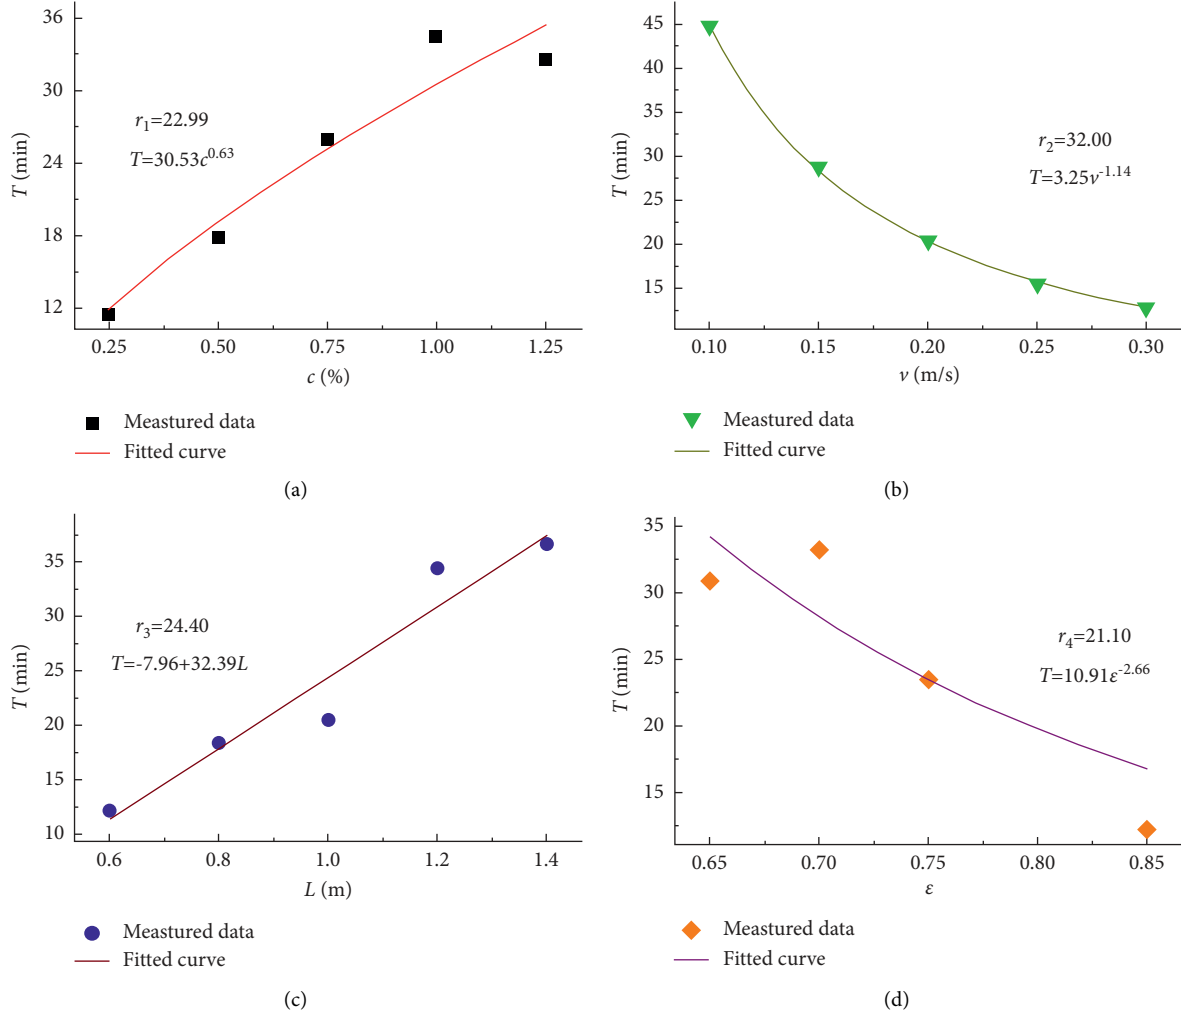 36
30
24
18
12
T (min)
r1=22.99
T=30.53c^0.63
0.25 0.50 0.75 1.00 1.25
c (%)
Meastured data
Fitted curve
(a)
45
40
35
30
25
20
15
T (min)
r2=32.00
T=3.25v^-1.14
0.10 0.15 0.20 0.25 0.30
v (m/s)
Meastured data
Fitted curve
(b)
35
30
25
20
15
10
T (min)
r3=24.40
T=-7.96+32.39L
0.6 0.8 1.0 1.2 1.4
L (m)
Meastured data
Fitted curve
(c)
35
30
25
20
15
T (min)
r4=21.10
T=10.91ε^-2.66
0.65 0.70 0.75 0.80 0.85
ε
Meastured data
Fitted curve
(d)